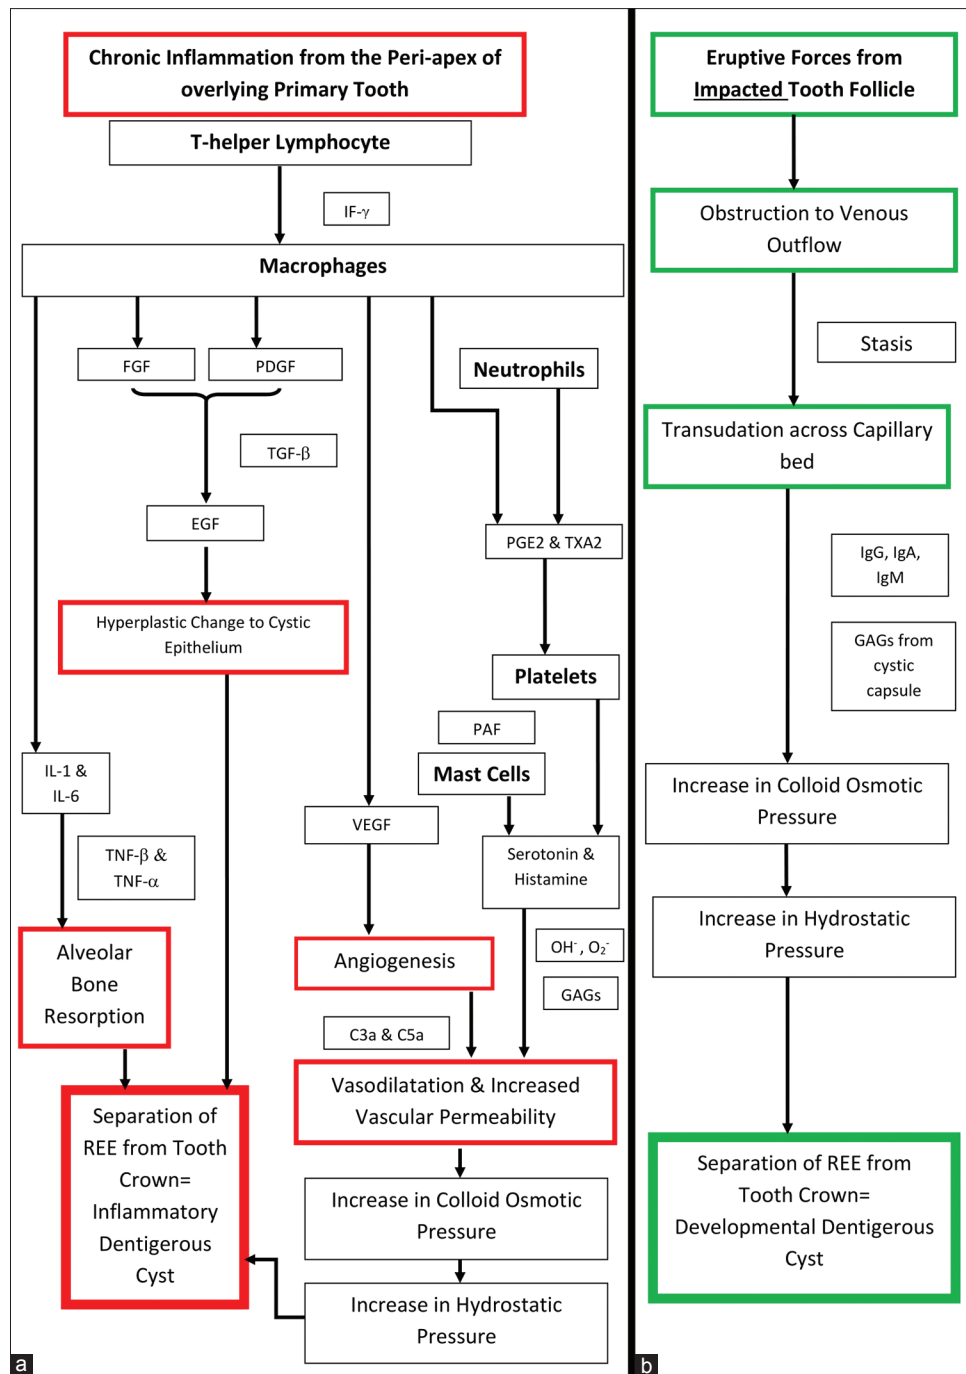 Chronic Inflammation from the Peri-apex of
overlying Primary Tooth
T-helper Lymphocyte
IF-γ
Macrophages
FGF
PDGF
Neutrophils
TGF-β
EGF
PGE2 & TXA2
Hyperplastic Change to Cystic
Epithelium
Platelets
PAF
Mast Cells
IL-1 &
IL-6
VEGF
Serotonin &
Histamine
TNF-β &
TNF-α
Alveolar
Bone
Resorption
Angiogenesis
OH⁻, O₂⁻
GAGs
C3a & C5a
Vasodilatation & Increased
Vascular Permeability
Separation of
REE from Tooth
Crown=
Inflammatory
Dentigerous
Cyst
Increase in Colloid Osmotic
Pressure
Increase in Hydrostatic
Pressure
a
Eruptive Forces from
Impacted Tooth Follicle
Obstruction to Venous
Outflow
Stasis
Transudation across Capillary
bed
IgG, IgA,
IgM
GAGs from
cystic
capsule
Increase in Colloid Osmotic
Pressure
Increase in Hydrostatic
Pressure
Separation of REE from
Tooth Crown=
Developmental Dentigerous
Cyst
b